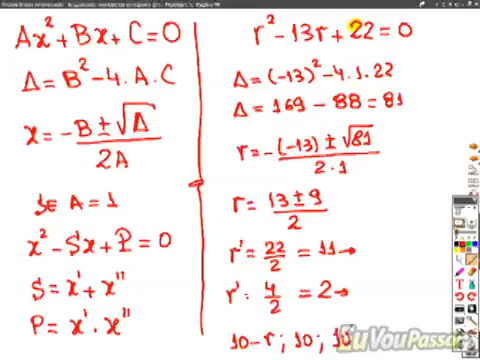 Ax² + Bx + C = 0
Δ = B² - 4.A.C
x = -B ± √Δ / 2A
se A = 1
x² - Sx + P = 0
S = x' + x"
P = x' . x"
r² - 13r + 22 = 0
Δ = (-13)² - 4.1.22
Δ = 169 - 88 = 81
r = -(-13) ± √81 / 2.1
r = 13 ± 9 / 2
r' = 22/2 = 11 →
r' = 4/2 = 2 →
10 - r ; 10 ; 10
EuVouPassar